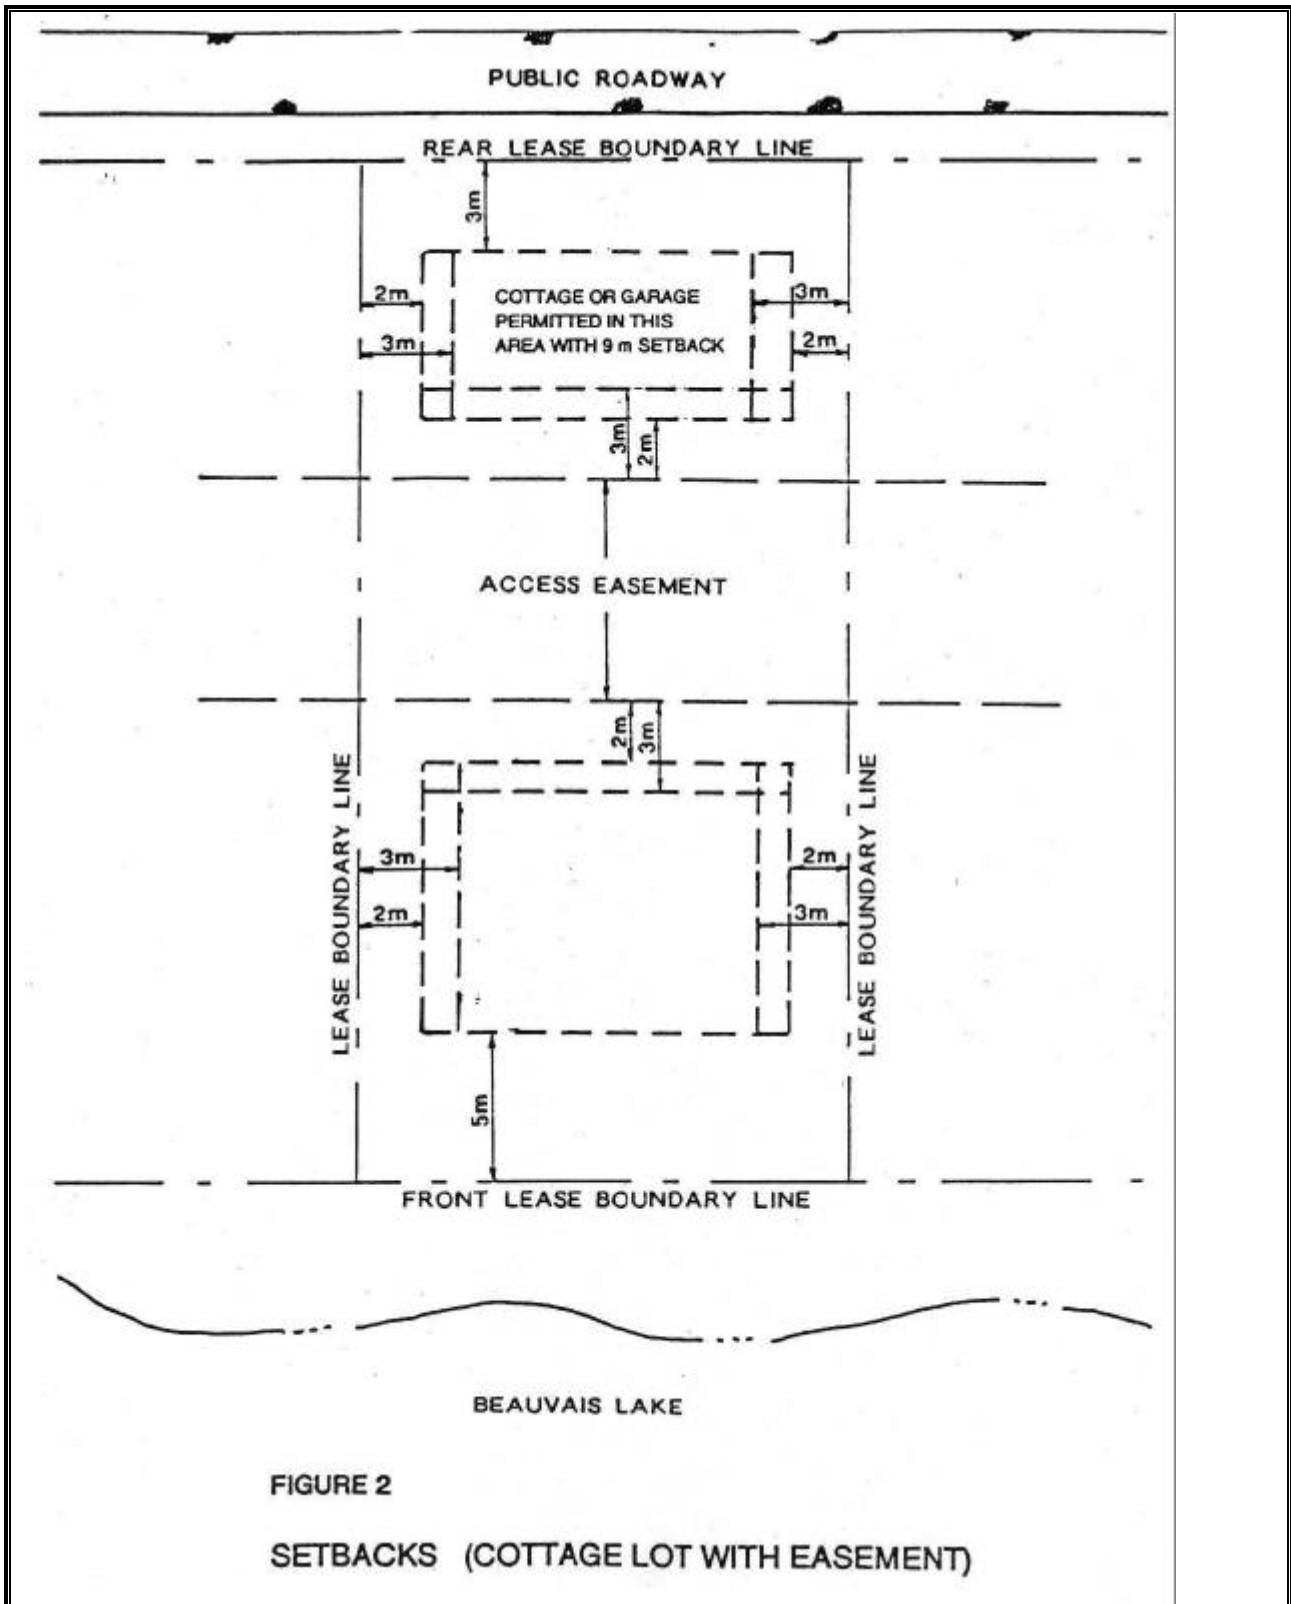 PUBLIC ROADWAY
REAR LEASE BOUNDARY LINE
3m
2m
COTTAGE OR GARAGE
PERMITTED IN THIS
AREA WITH 9 m SETBACK
3m
3m
2m
3m
2m
ACCESS EASEMENT
2m
3m
LEASE BOUNDARY LINE
LEASE BOUNDARY LINE
3m
2m
2m
3m
5m
FRONT LEASE BOUNDARY LINE
BEAUVAIS LAKE
FIGURE 2
SETBACKS (COTTAGE LOT WITH EASEMENT)